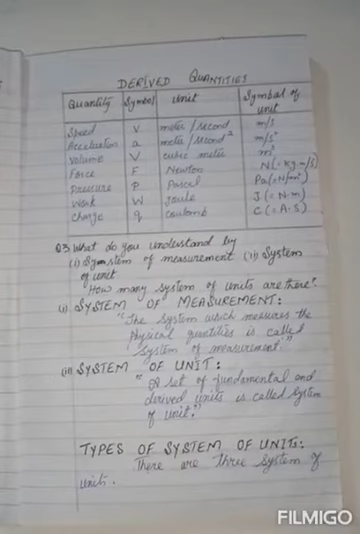 DERIVED QUANTITIES
Quantity Symbol Unit Symbol of unit
Speed v meter/second m/s
Acceleration a meter/second² m/s²
Volume V cubic meter m³
Force F Newton N(=Kg-m/s²)
Pressure P Pascal Pa(=N/m²)
Work W Joule J(=N-m)
Charge q coulomb C(=A.S)
Q3. What do you understand by
(i) System of measurement (ii) System
of unit
How many system of units are there?
(i) SYSTEM OF MEASUREMENT:
"The System which measures the
physical quantities is called
System of measurement."
(ii) SYSTEM OF UNIT:
"A set of fundamental and
derived units is called System
of unit."
TYPES OF SYSTEM OF UNITS:
There are three system of
units.
FILMIGO